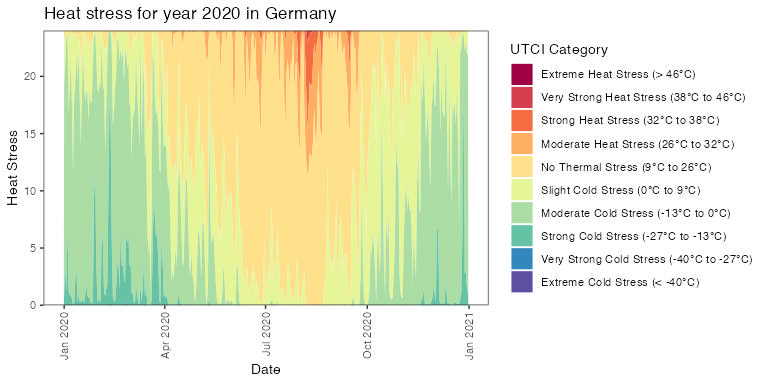 Heat stress for year 2020 in Germany
Heat Stress
20
15
10
5
0
Jan 2020
Apr 2020
Jul 2020
Oct 2020
Jan 2021
Date
UTCI Category
Extreme Heat Stress (> 46°C)
Very Strong Heat Stress (38°C to 46°C)
Strong Heat Stress (32°C to 38°C)
Moderate Heat Stress (26°C to 32°C)
No Thermal Stress (9°C to 26°C)
Slight Cold Stress (0°C to 9°C)
Moderate Cold Stress (-13°C to 0°C)
Strong Cold Stress (-27°C to -13°C)
Very Strong Cold Stress (-40°C to -27°C)
Extreme Cold Stress (< -40°C)